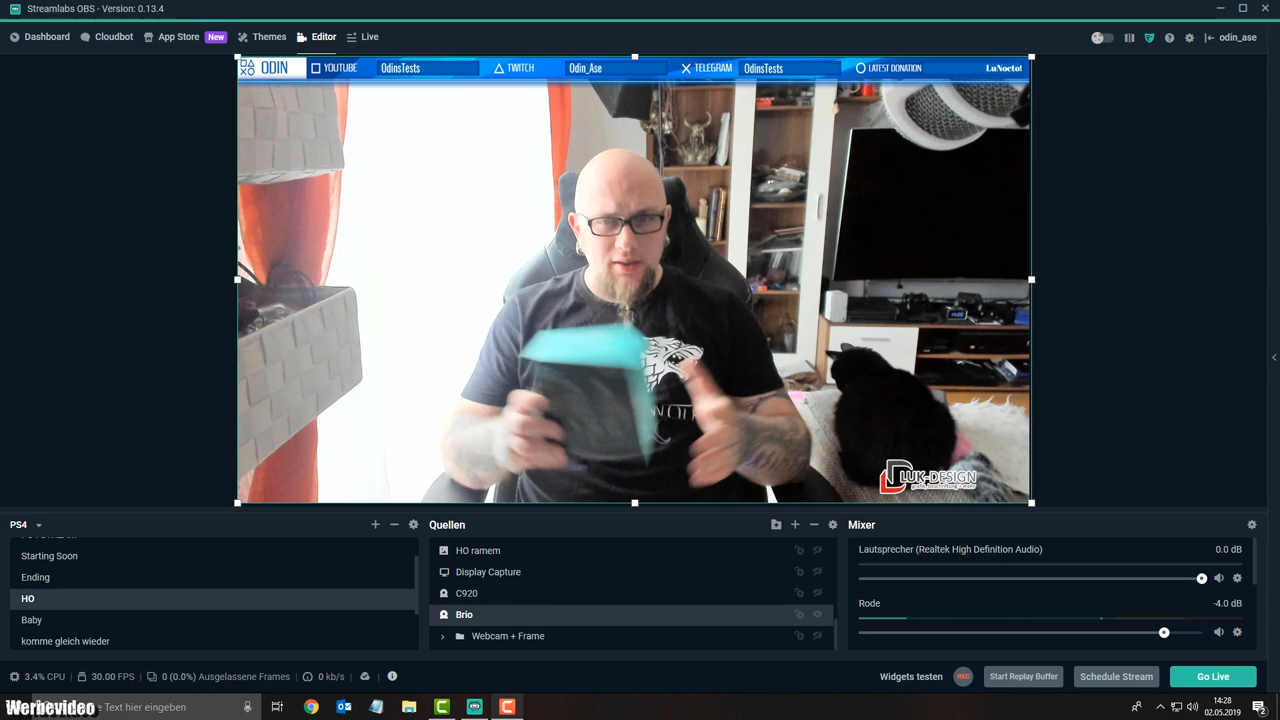 Streamlabs OBS - Version: 0.13.4
Dashboard Cloudbot App Store New Themes Editor Live odin_ase
ODIN YOUTUBE OdinsTests TWITCH Odin_Ase TELEGRAM OdinsTests LATEST DONATION LuNocto!
LUK-DESIGN
PS4
Starting Soon
Ending
HO
Baby
komme gleich wieder
Quellen
HO ramem
Display Capture
C920
Brio
Webcam + Frame
Mixer
Lautsprecher (Realtek High Definition Audio) 0.0 dB
Rode -4.0 dB
3.4% CPU 30.00 FPS 0 (0.0%) Ausgelassene Frames 0 kb/s Widgets testen REC Start Replay Buffer Schedule Stream Go Live
Werbevideo
Text hier eingeben
14:28
02.05.2019
2